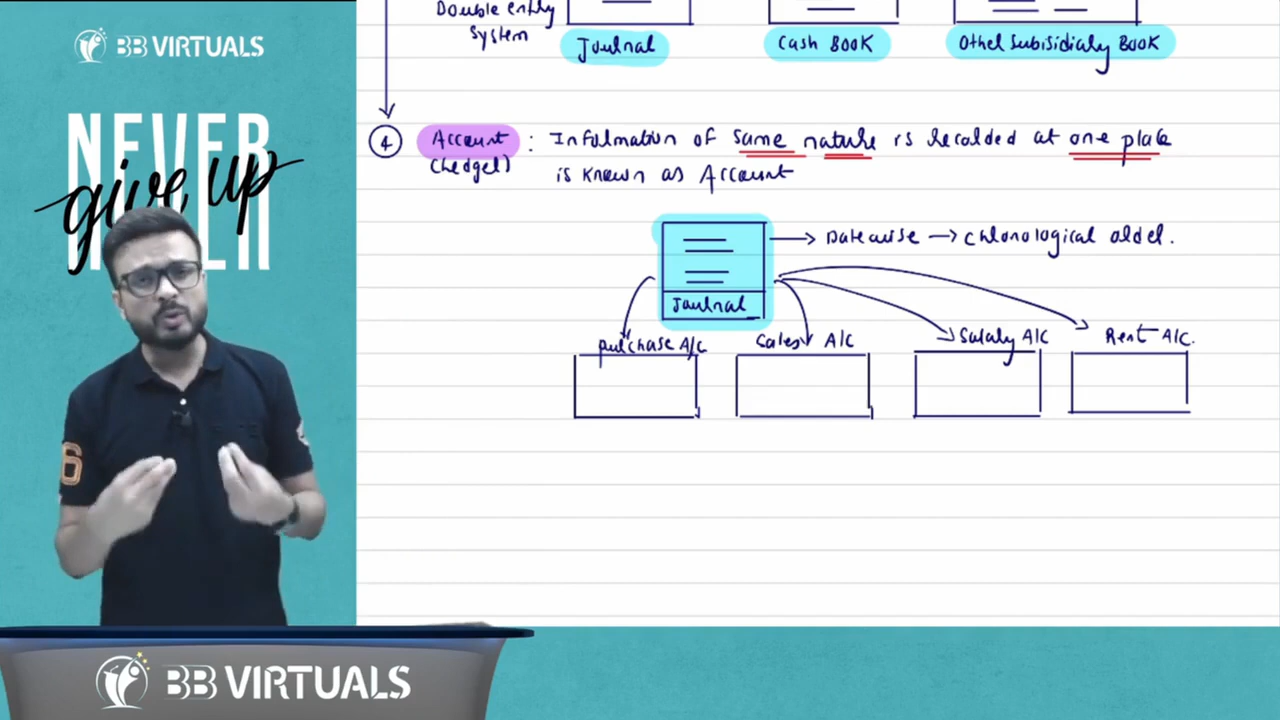 BB VIRTUALS
NEVER
give up
Double entry
System
Journal
Cash BOOK
Other Subisidiary BOOK
4
Account
(Ledger)
: Information of same nature is recorded at one place
is known as Account
Journal
Datewise → chronological order.
purchase A/C
Sales A/C
Salary A/C
Rent A/C.
6
BB VIRTUALS